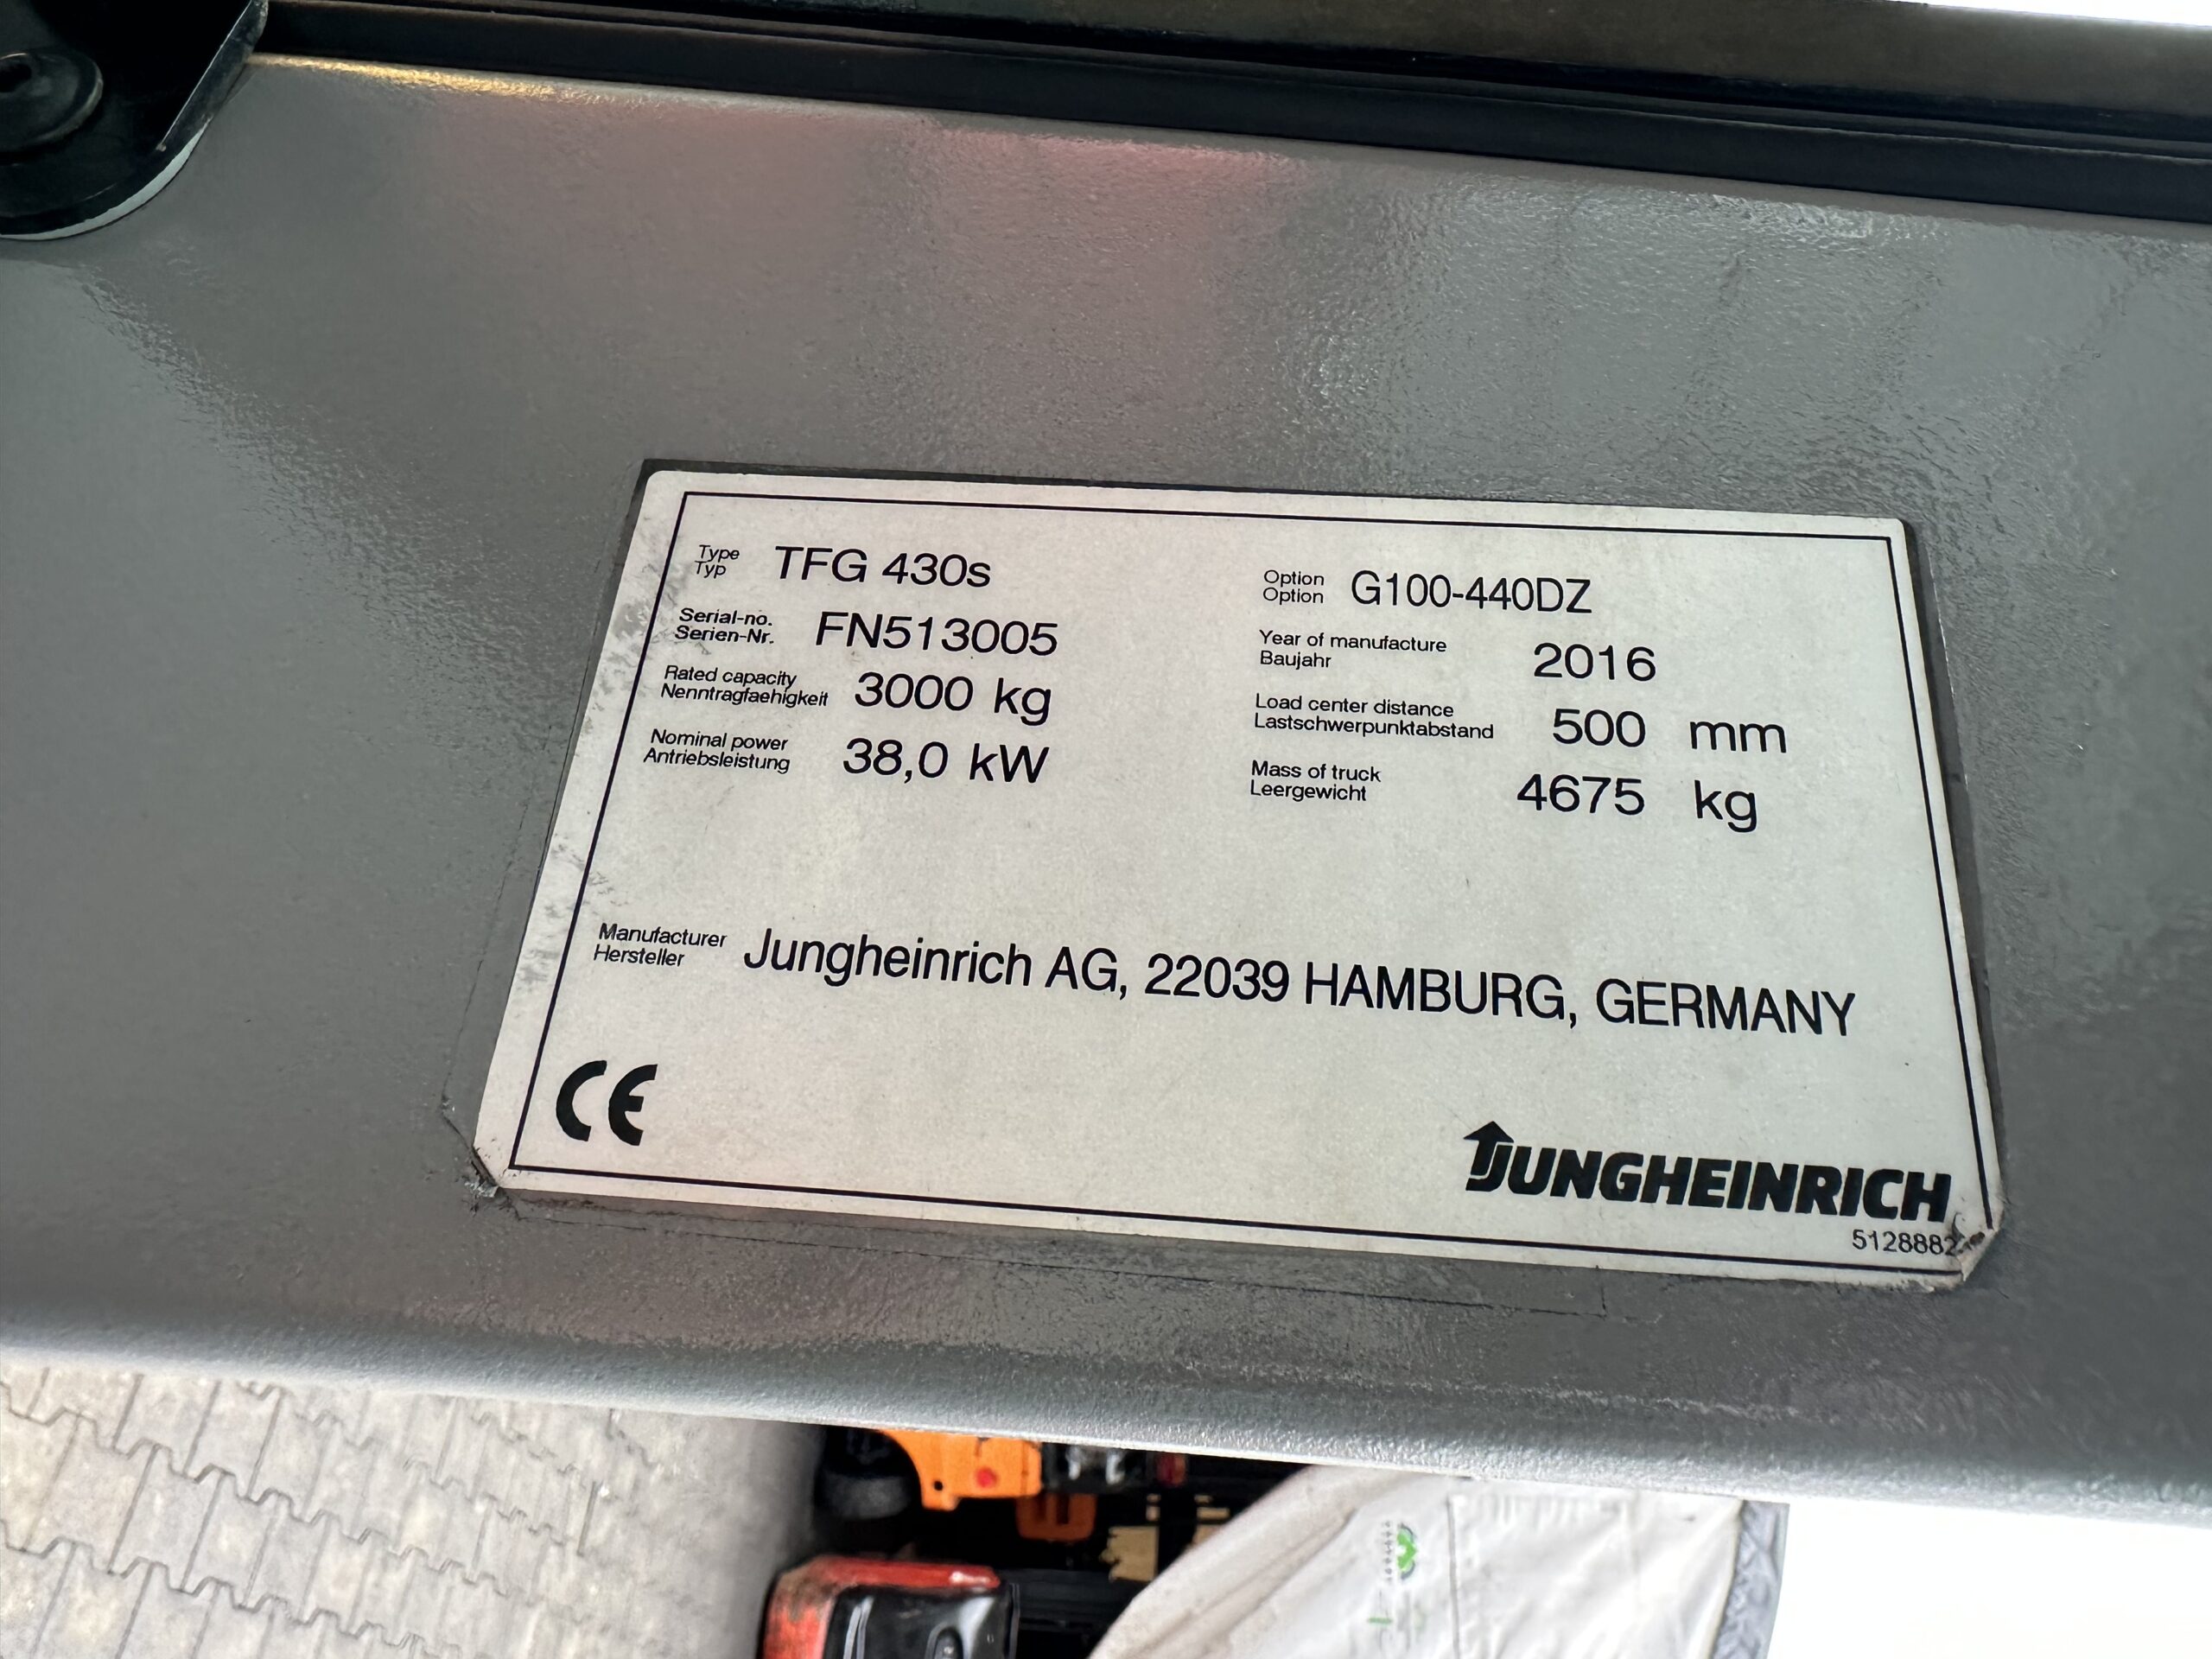 Type TFG 430s
Typ
Option G100-440DZ
Option
Serial-no. FN513005
Serien-Nr.
Year of manufacture 2016
Baujahr
Rated capacity 3000 kg
Nenntragfaehigkeit
Load center distance 500 mm
Lastschwerpunktabstand
Nominal power 38,0 kW
Antriebsleistung
Mass of truck 4675 kg
Leergewicht
Manufacturer Jungheinrich AG, 22039 HAMBURG, GERMANY
Hersteller
CE
JUNGHEINRICH